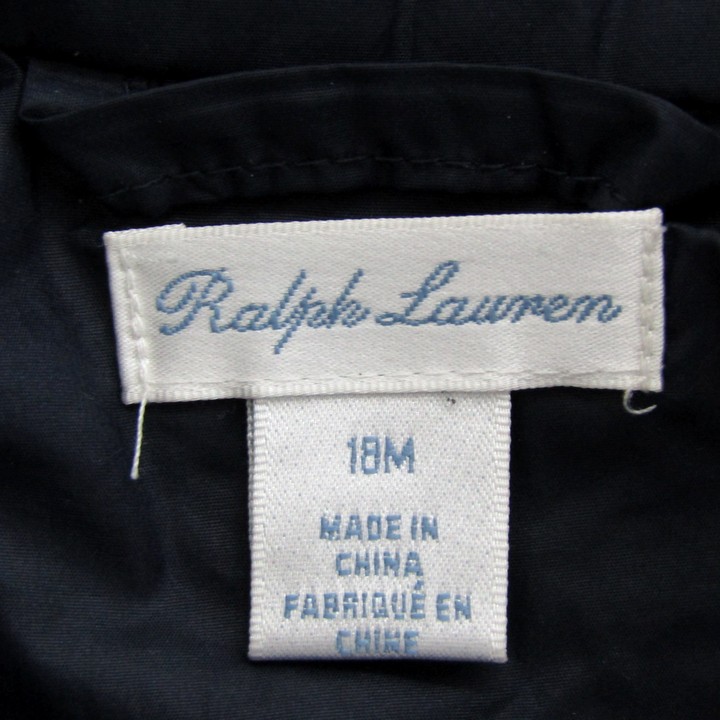 Ralph Lauren
18M
MADE IN
CHINA
FABRIQUÉ EN
CHINE